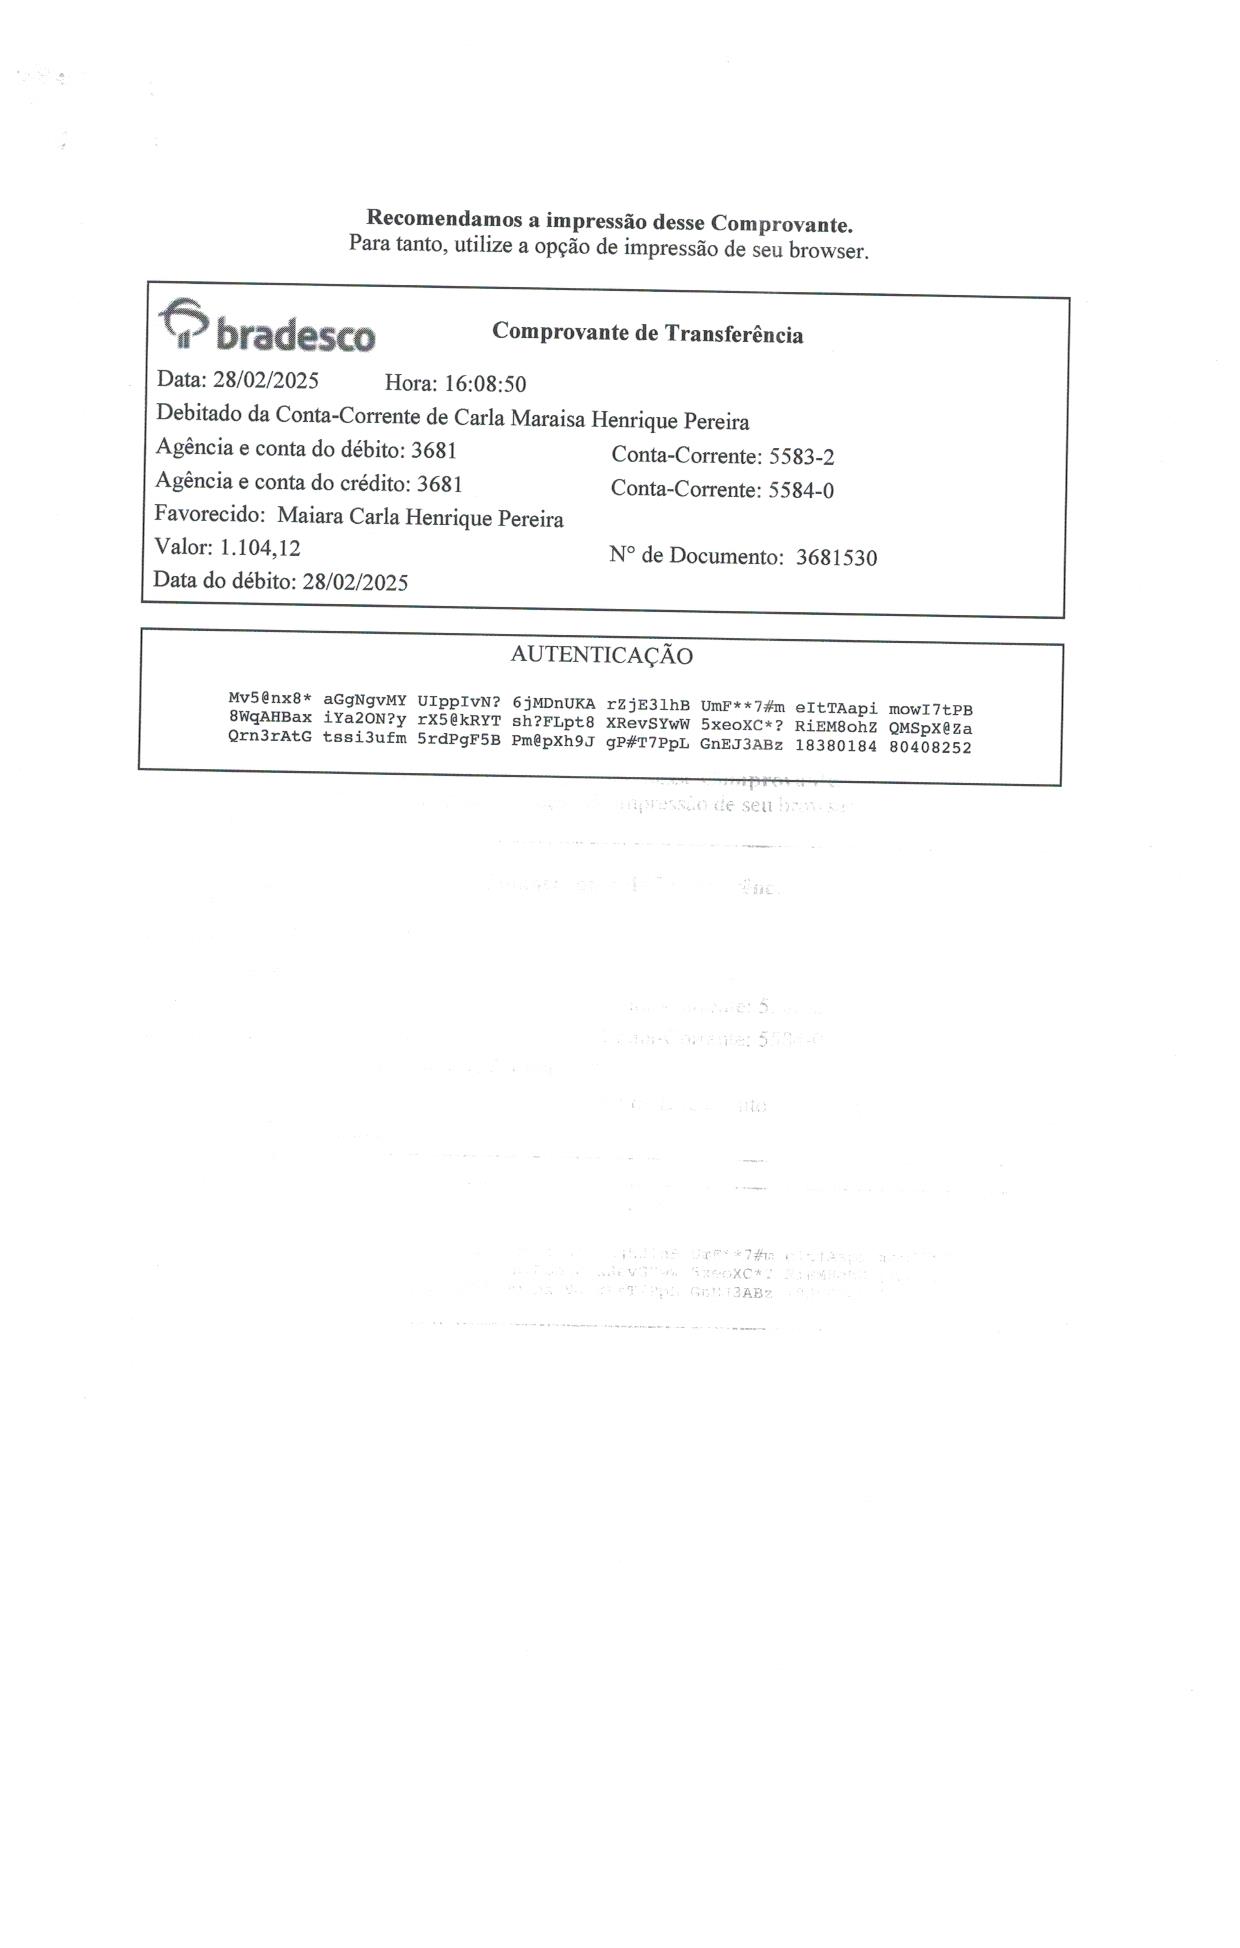 Recomendamos a impressão desse Comprovante.
Para tanto, utilize a opção de impressão de seu browser.
bradesco
Comprovante de Transferência
Data: 28/02/2025 Hora: 16:08:50
Debitado da Conta-Corrente de Carla Maraisa Henrique Pereira
Agência e conta do débito: 3681 Conta-Corrente: 5583-2
Agência e conta do crédito: 3681 Conta-Corrente: 5584-0
Favorecido: Maiara Carla Henrique Pereira
Valor: 1.104,12 N° de Documento: 3681530
Data do débito: 28/02/2025
AUTENTICAÇÃO
Mv5@nx8* aGgNgvMY UIppIvN? 6jMDnUKA rZjE3lhB UmF**7#m eItTAapi mowI7tPB
8WqAHBax iYa2ON?y rX5@kRYT sh?FLpt8 XRevSYwW 5xeoXC*? RiEM8ohZ QMSpX@Za
Qrn3rAtG tssi3ufm 5rdPgF5B Pm@pXh9J gP#T7PpL GnEJ3ABz 18380184 80408252
impressão de seu